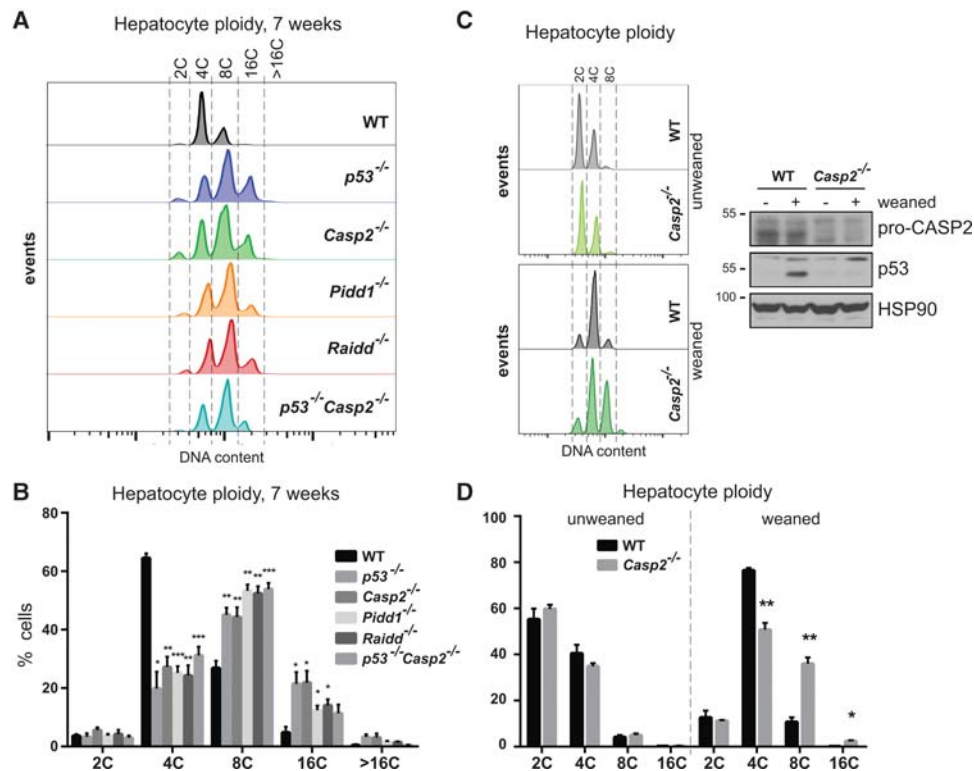 A
Hepatocyte ploidy, 7 weeks
2C 4C 8C 16C >16C
WT
p53-/-
Casp2-/-
Pidd1-/-
Raidd-/-
p53-/-Casp2-/-
events
DNA content
B
Hepatocyte ploidy, 7 weeks
80
60
40
20
0
% cells
WT
p53-/-
Casp2-/-
Pidd1-/-
Raidd-/-
p53-/-Casp2-/-
* ** *** ** ***
** ** ** ** ***
* * * *
2C 4C 8C 16C >16C
C
Hepatocyte ploidy
2C 4C 8C
WT
Casp2-/-
events
unweaned
WT
Casp2-/-
events
weaned
DNA content
WT Casp2-/-
- + - + weaned
55
pro-CASP2
55
p53
100
HSP90
D
Hepatocyte ploidy
unweaned weaned
100
80
60
40
20
0
WT
Casp2-/-
** ** *
2C 4C 8C 16C 2C 4C 8C 16C